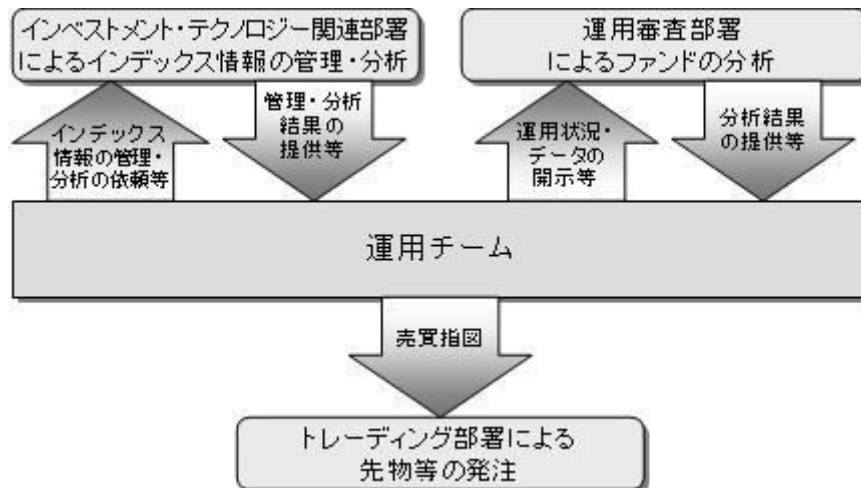 インベストメント・テクノロジー関連部署
によるインデックス情報の管理・分析
運用審査部署
によるファンドの分析
インデックス
情報の管理・
分析の依頼等
管理・分析
結果の
提供等
運用状況・
データの
開示等
分析結果
の提供等
運用チーム
売買指図
トレーディング部署による
先物等の発注